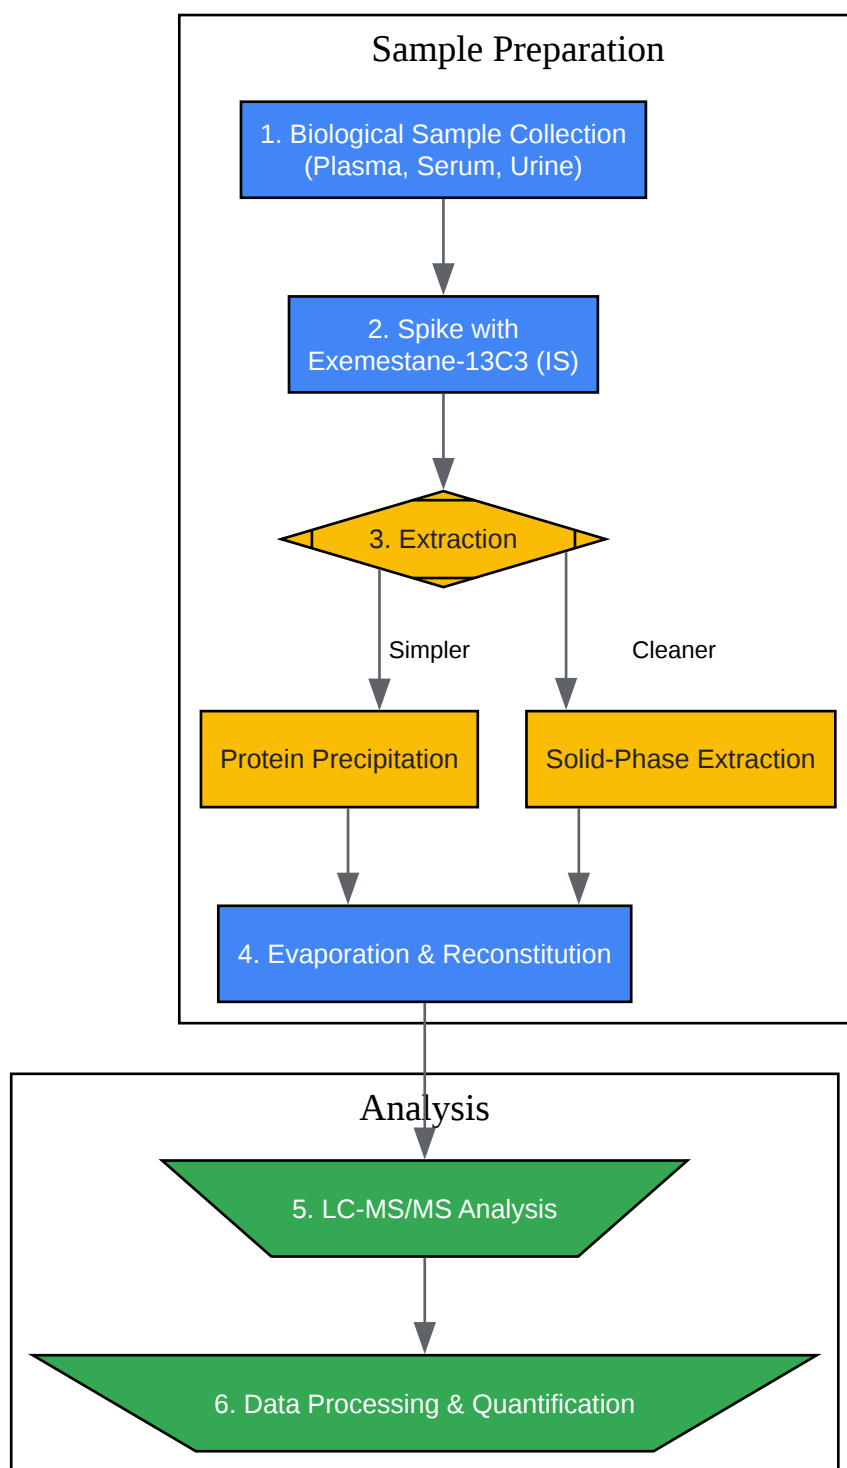 Sample Preparation
1. Biological Sample Collection
(Plasma, Serum, Urine)
2. Spike with
Exemestane-13C3 (IS)
3. Extraction
Simpler
Cleaner
Protein Precipitation
Solid-Phase Extraction
4. Evaporation & Reconstitution
Analysis
5. LC-MS/MS Analysis
6. Data Processing & Quantification